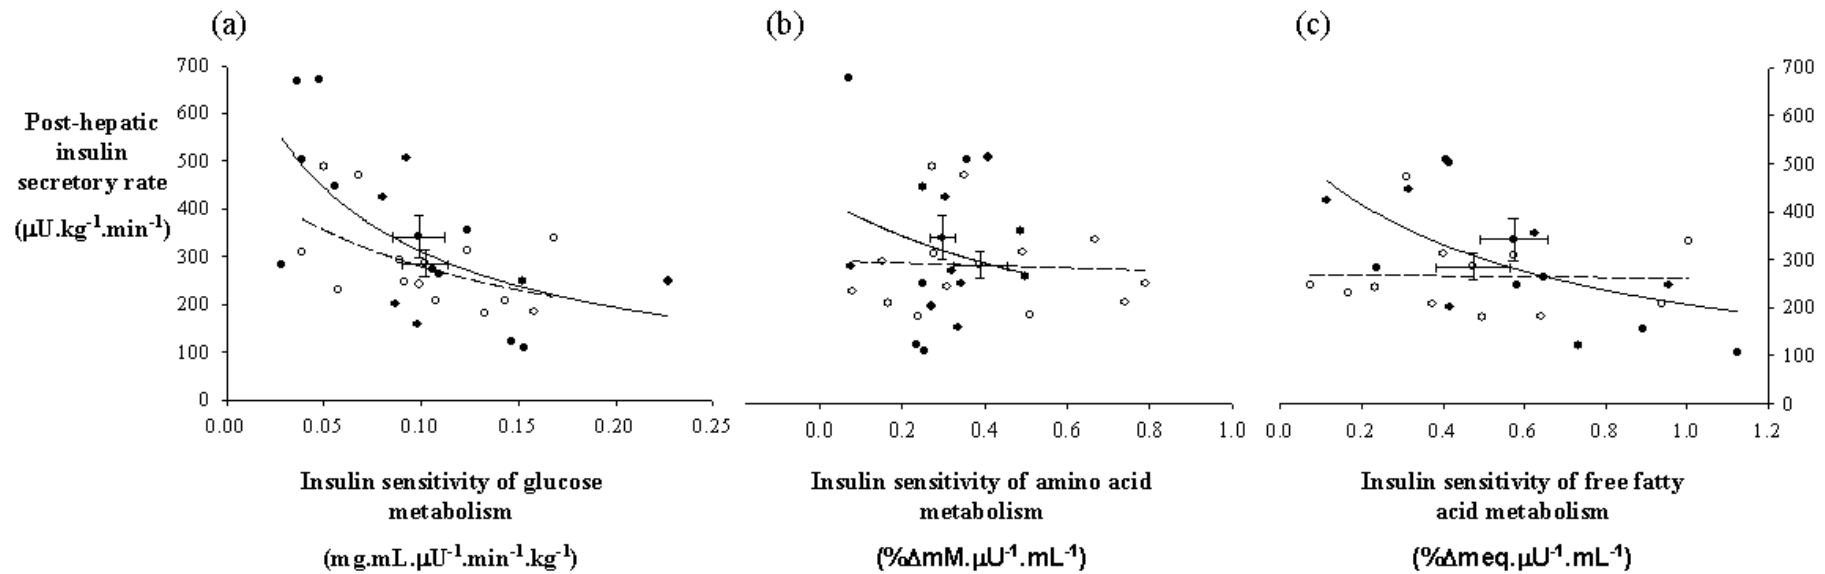 (a)
(b)
(c)
700
600
500
400
300
200
100
0
Post-hepatic
insulin
secretory rate
(µU.kg⁻¹.min⁻¹)
0.00 0.05 0.10 0.15 0.20 0.25
0.0 0.2 0.4 0.6 0.8 1.0
0.0 0.2 0.4 0.6 0.8 1.0 1.2
700
600
500
400
300
200
100
0
Insulin sensitivity of glucose
metabolism
(mg.mL.µU⁻¹.min⁻¹.kg⁻¹)
Insulin sensitivity of amino acid
metabolism
(%ΔmM.µU⁻¹.mL⁻¹)
Insulin sensitivity of free fatty
acid metabolism
(%Δmeq.µU⁻¹.mL⁻¹)